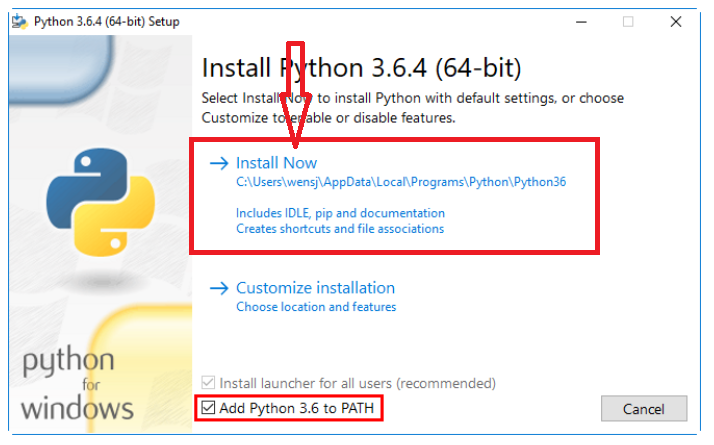 Python 3.6.4 (64-bit) Setup
Install Python 3.6.4 (64-bit)
Select Install Now to install Python with default settings, or choose
Customize to enable or disable features.
Install Now
C:\Users\wensj\AppData\Local\Programs\Python\Python36
Includes IDLE, pip and documentation
Creates shortcuts and file associations
Customize installation
Choose location and features
python
for
windows
Install launcher for all users (recommended)
Add Python 3.6 to PATH
Cancel